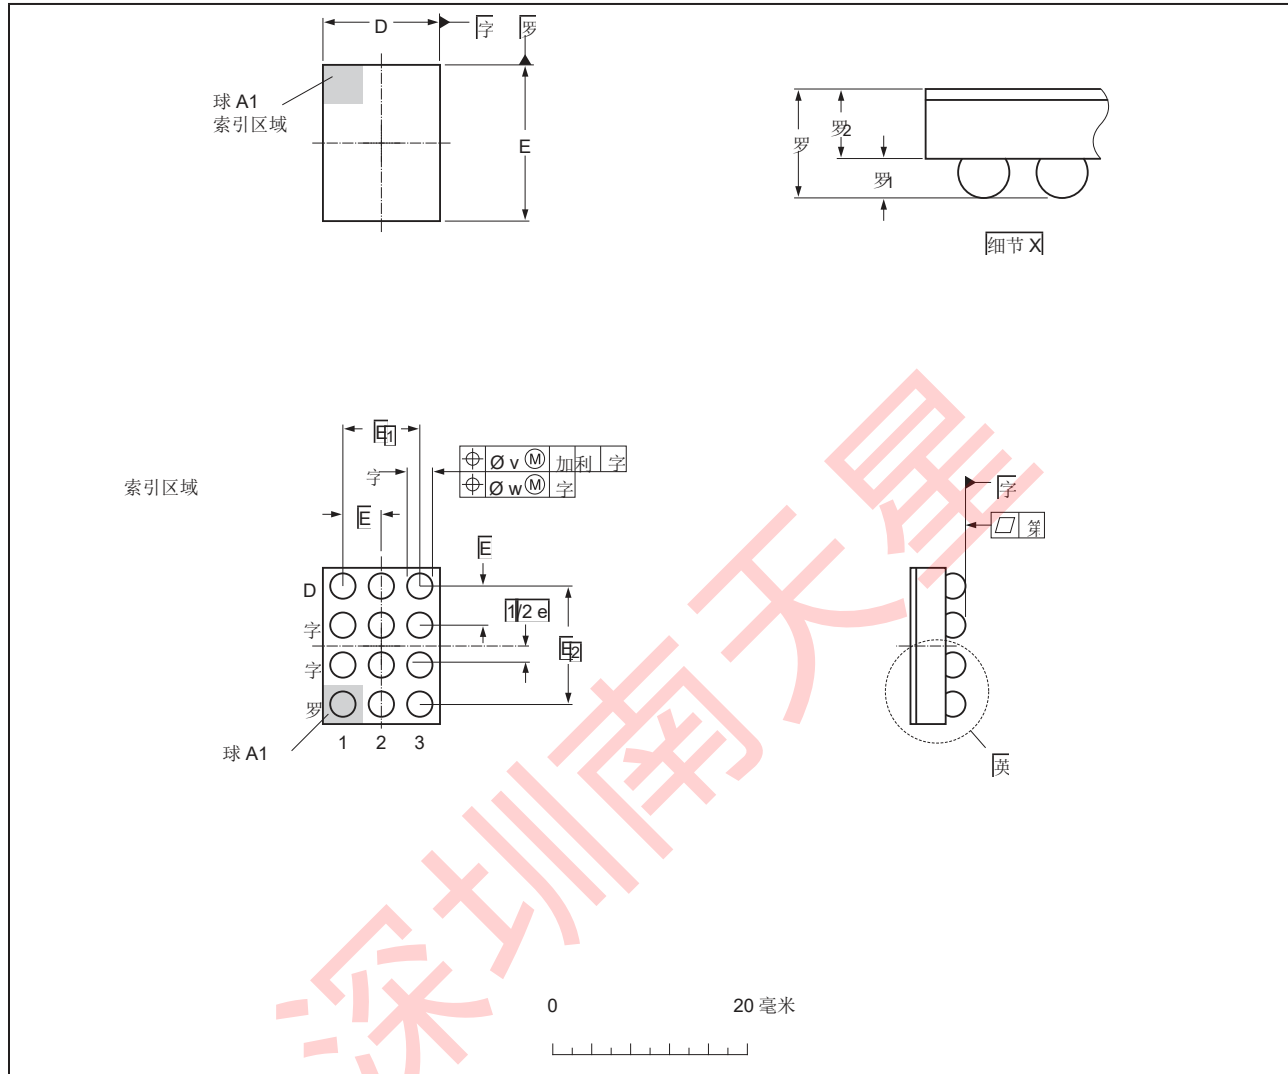 D
字
罗
球 A1
索引区域
E
罗
罗2
罗1
细节 X
E1
字
Ø v M 加利 字
Ø w M 字
索引区域
字
第
E
E
D
1/2 e
字
E2
字
罗
1 2 3
球 A1
英
0 20 毫米
深圳南天星